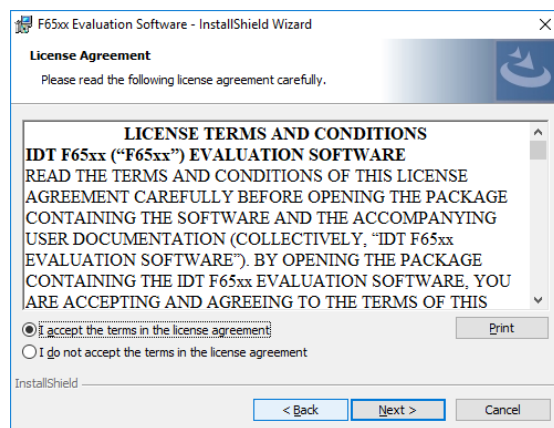 F65xx Evaluation Software - InstallShield Wizard
License Agreement
Please read the following license agreement carefully.
LICENSE TERMS AND CONDITIONS
IDT F65xx (“F65xx”) EVALUATION SOFTWARE
READ THE TERMS AND CONDITIONS OF THIS LICENSE
AGREEMENT CAREFULLY BEFORE OPENING THE PACKAGE
CONTAINING THE SOFTWARE AND THE ACCOMPANYING
USER DOCUMENTATION (COLLECTIVELY, “IDT F65xx
EVALUATION SOFTWARE”). BY OPENING THE PACKAGE
CONTAINING THE IDT F65xx EVALUATION SOFTWARE, YOU
ARE ACCEPTING AND AGREEING TO THE TERMS OF THIS
I accept the terms in the license agreement
Print
I do not accept the terms in the license agreement
InstallShield
< Back
Next >
Cancel